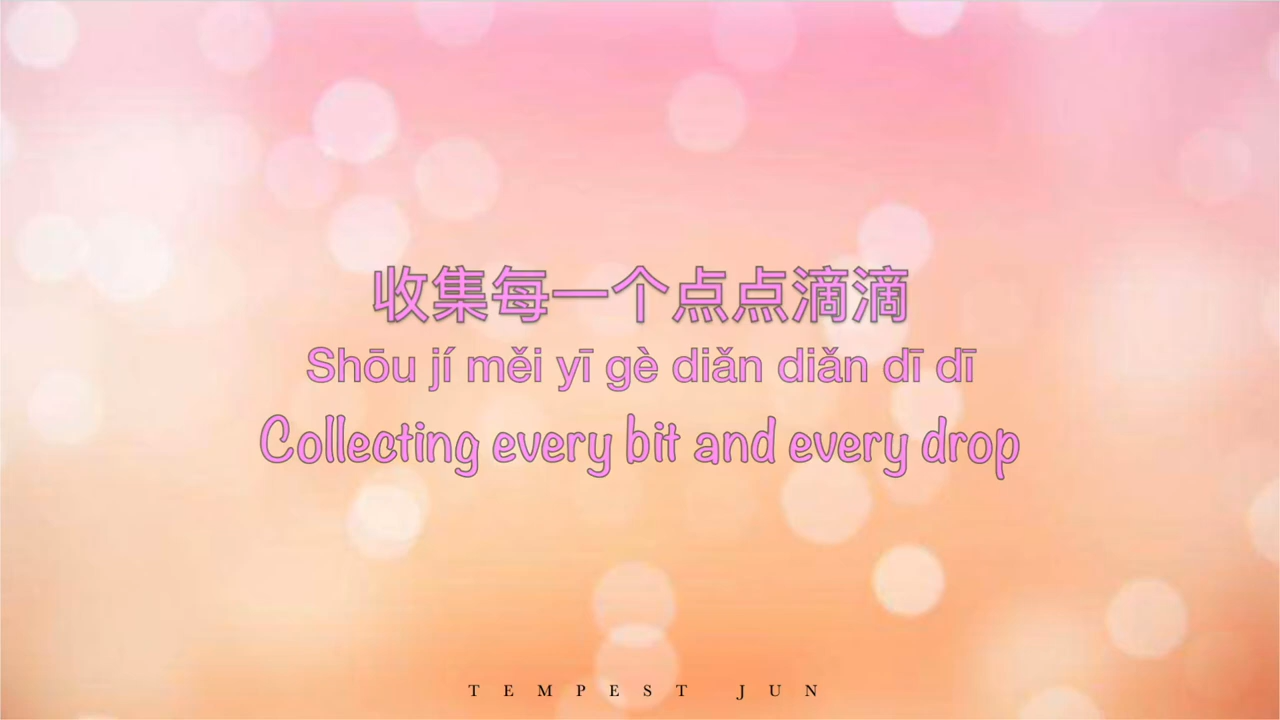 收集每一个点点滴滴
Shōu jí měi yī gè diǎn diǎn dī dī
Collecting every bit and every drop
TEMPEST JUN